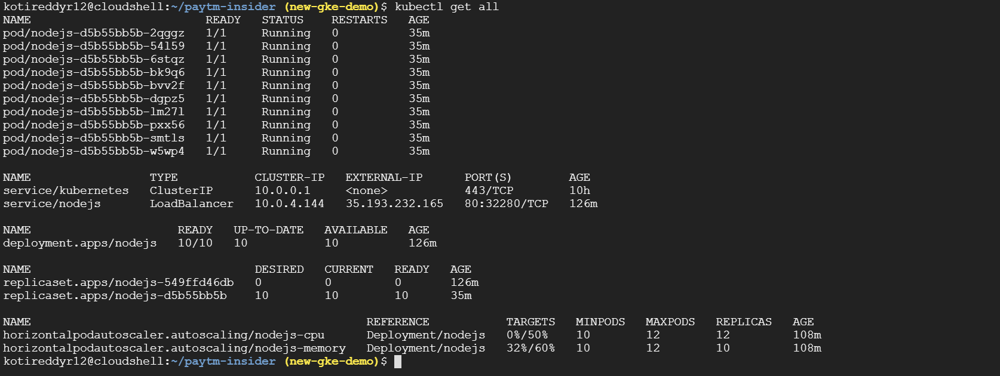 kotireddyr12@cloudshell:~/paytm-insider (new-gke-demo)$ kubectl get all
NAME                         READY   STATUS    RESTARTS   AGE
pod/nodejs-d5b55bb5b-2qggz   1/1     Running   0          35m
pod/nodejs-d5b55bb5b-54l59   1/1     Running   0          35m
pod/nodejs-d5b55bb5b-6stqz   1/1     Running   0          35m
pod/nodejs-d5b55bb5b-bk9q6   1/1     Running   0          35m
pod/nodejs-d5b55bb5b-bvv2f   1/1     Running   0          35m
pod/nodejs-d5b55bb5b-dgpz5   1/1     Running   0          35m
pod/nodejs-d5b55bb5b-lm27l   1/1     Running   0          35m
pod/nodejs-d5b55bb5b-pxx56   1/1     Running   0          35m
pod/nodejs-d5b55bb5b-smtls   1/1     Running   0          35m
pod/nodejs-d5b55bb5b-w5wp4   1/1     Running   0          35m
NAME                 TYPE           CLUSTER-IP   EXTERNAL-IP      PORT(S)        AGE
service/kubernetes   ClusterIP      10.0.0.1     <none>           443/TCP        10h
service/nodejs       LoadBalancer   10.0.4.144   35.193.232.165   80:32280/TCP   126m
NAME                     READY   UP-TO-DATE   AVAILABLE   AGE
deployment.apps/nodejs   10/10   10           10          126m
NAME                                DESIRED   CURRENT   READY   AGE
replicaset.apps/nodejs-549ffd46db   0         0         0       126m
replicaset.apps/nodejs-d5b55bb5b    10        10        10      35m
NAME                                                REFERENCE           TARGETS   MINPODS   MAXPODS   REPLICAS   AGE
horizontalpodautoscaler.autoscaling/nodejs-cpu      Deployment/nodejs   0%/50%    10        12        12         108m
horizontalpodautoscaler.autoscaling/nodejs-memory   Deployment/nodejs   32%/60%   10        12        10         108m
kotireddyr12@cloudshell:~/paytm-insider (new-gke-demo)$